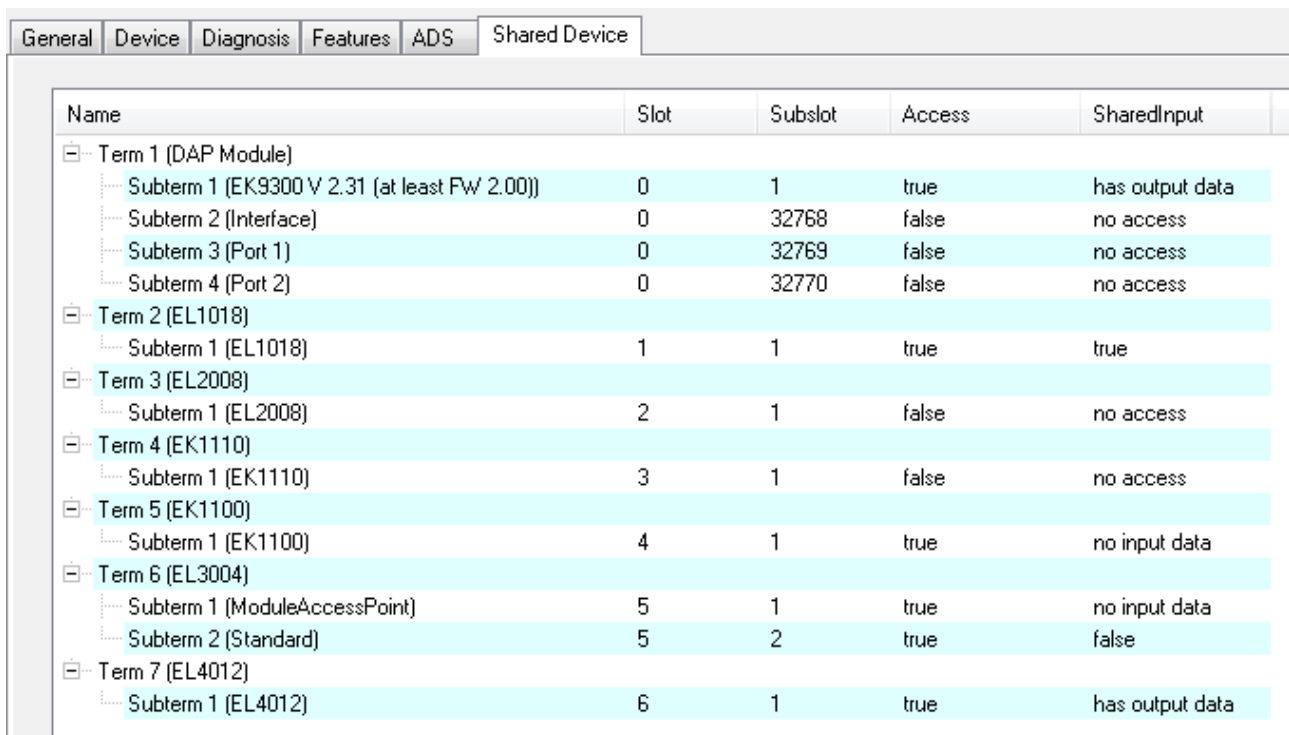 General Device Diagnosis Features ADS Shared Device
Name Slot Subslot Access SharedInput
Term 1 (DAP Module)
Subterm 1 (EK9300 V 2.31 (at least FW 2.00)) 0 1 true has output data
Subterm 2 (Interface) 0 32768 false no access
Subterm 3 (Port 1) 0 32769 false no access
Subterm 4 (Port 2) 0 32770 false no access
Term 2 (EL1018)
Subterm 1 (EL1018) 1 1 true true
Term 3 (EL2008)
Subterm 1 (EL2008) 2 1 false no access
Term 4 (EK1110)
Subterm 1 (EK1110) 3 1 false no access
Term 5 (EK1100)
Subterm 1 (EK1100) 4 1 true no input data
Term 6 (EL3004)
Subterm 1 (ModuleAccessPoint) 5 1 true no input data
Subterm 2 (Standard) 5 2 true false
Term 7 (EL4012)
Subterm 1 (EL4012) 6 1 true has output data